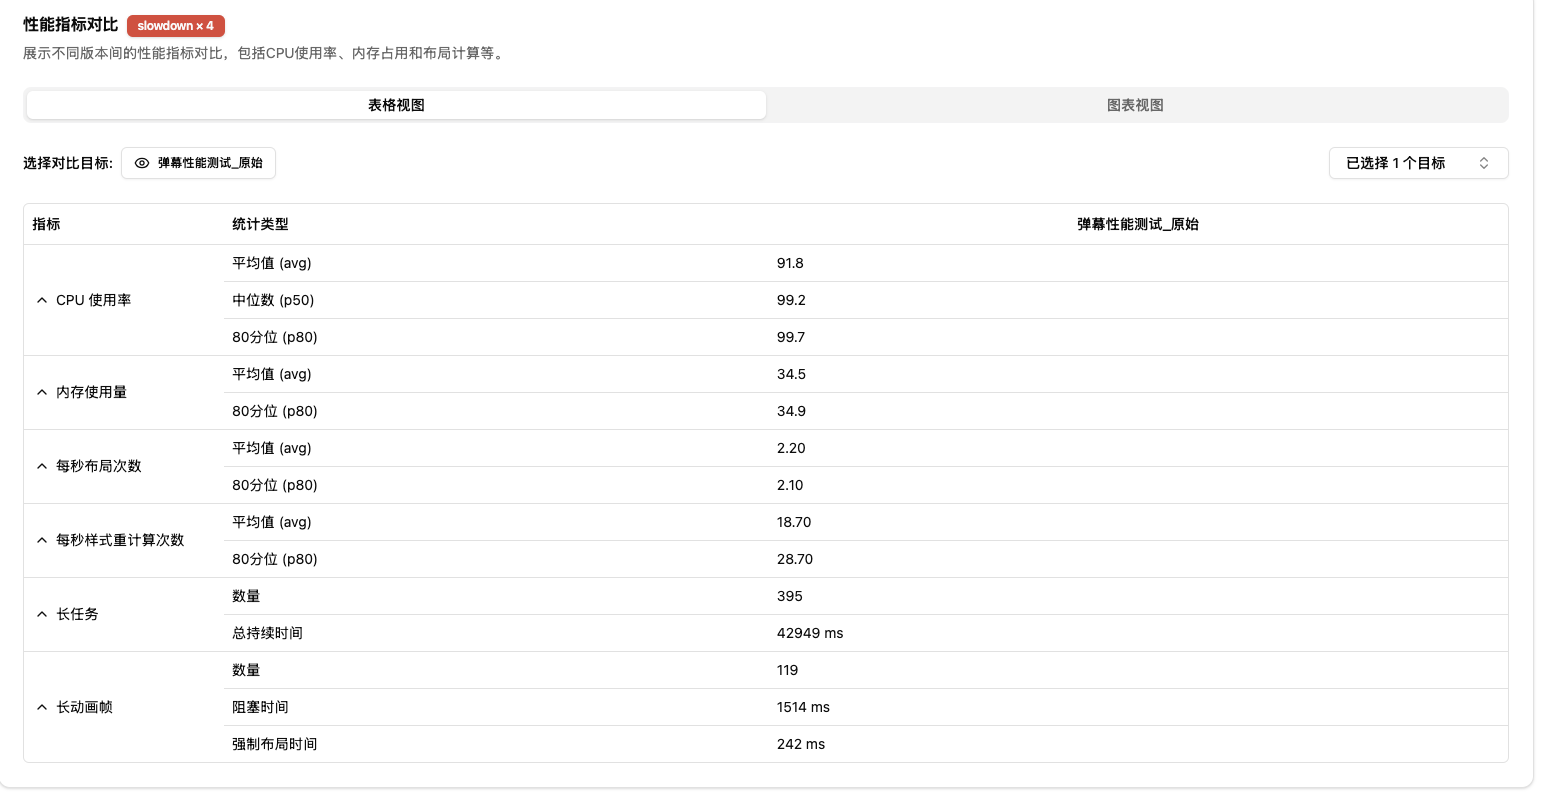 性能指标对比 slowdown × 4
展示不同版本间的性能指标对比，包括CPU使用率、内存占用和布局计算等。
表格视图 图表视图
选择对比目标: 弹幕性能测试_原始 已选择 1 个目标
指标 统计类型 弹幕性能测试_原始
CPU 使用率
平均值 (avg) 91.8
中位数 (p50) 99.2
80分位 (p80) 99.7
内存使用量
平均值 (avg) 34.5
80分位 (p80) 34.9
每秒布局次数
平均值 (avg) 2.20
80分位 (p80) 2.10
每秒样式重计算次数
平均值 (avg) 18.70
80分位 (p80) 28.70
长任务
数量 395
总持续时间 42949 ms
长动画帧
数量 119
阻塞时间 1514 ms
强制布局时间 242 ms